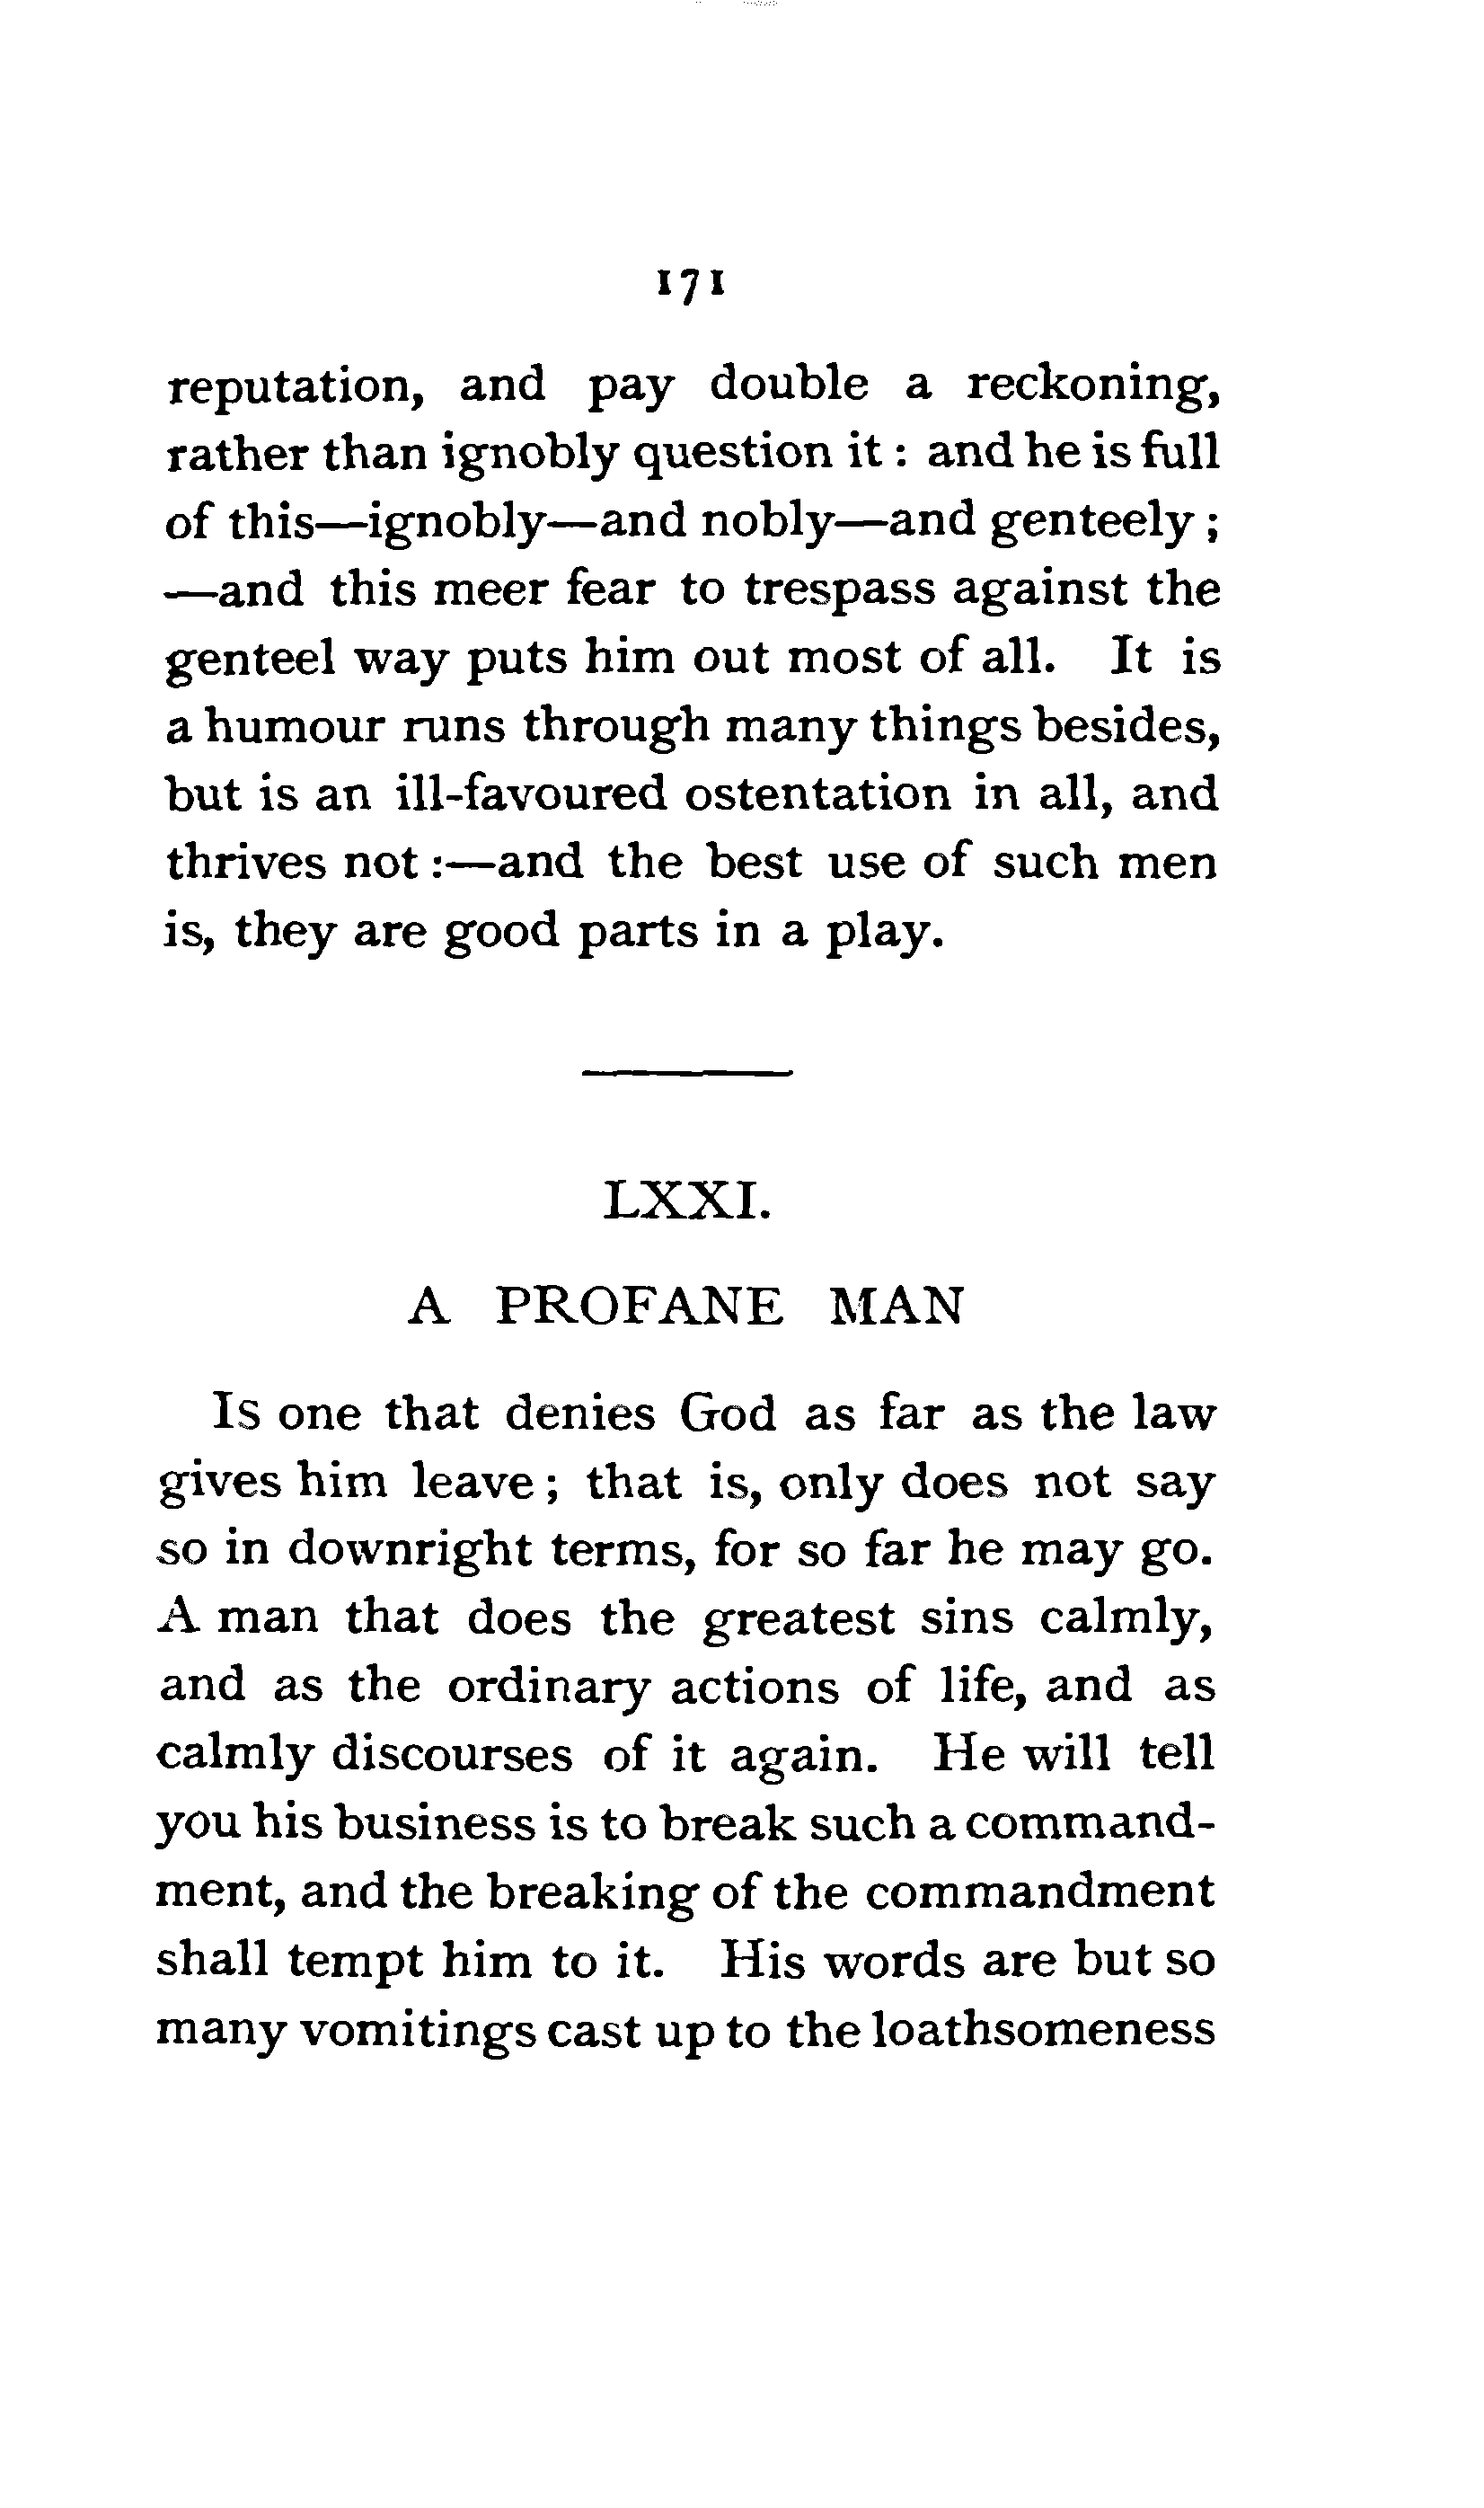 171
reputation, and pay double a reckoning,
rather than ignobly question it : and he is full
of this—ignobly—and nobly—and genteely ;
—and this meer fear to trespass against the
genteel way puts him out most of all. It is
a humour runs through many things besides,
but is an ill-favoured ostentation in all, and
thrives not :—and the best use of such men
is, they are good parts in a play.
LXXI.
A PROFANE MAN
Is one that denies God as far as the law
gives him leave ; that is, only does not say
so in downright terms, for so far he may go.
A man that does the greatest sins calmly,
and as the ordinary actions of life, and as
calmly discourses of it again. He will tell
you his business is to break such a command-
ment, and the breaking of the commandment
shall tempt him to it. His words are but so
many vomitings cast up to the loathsomeness